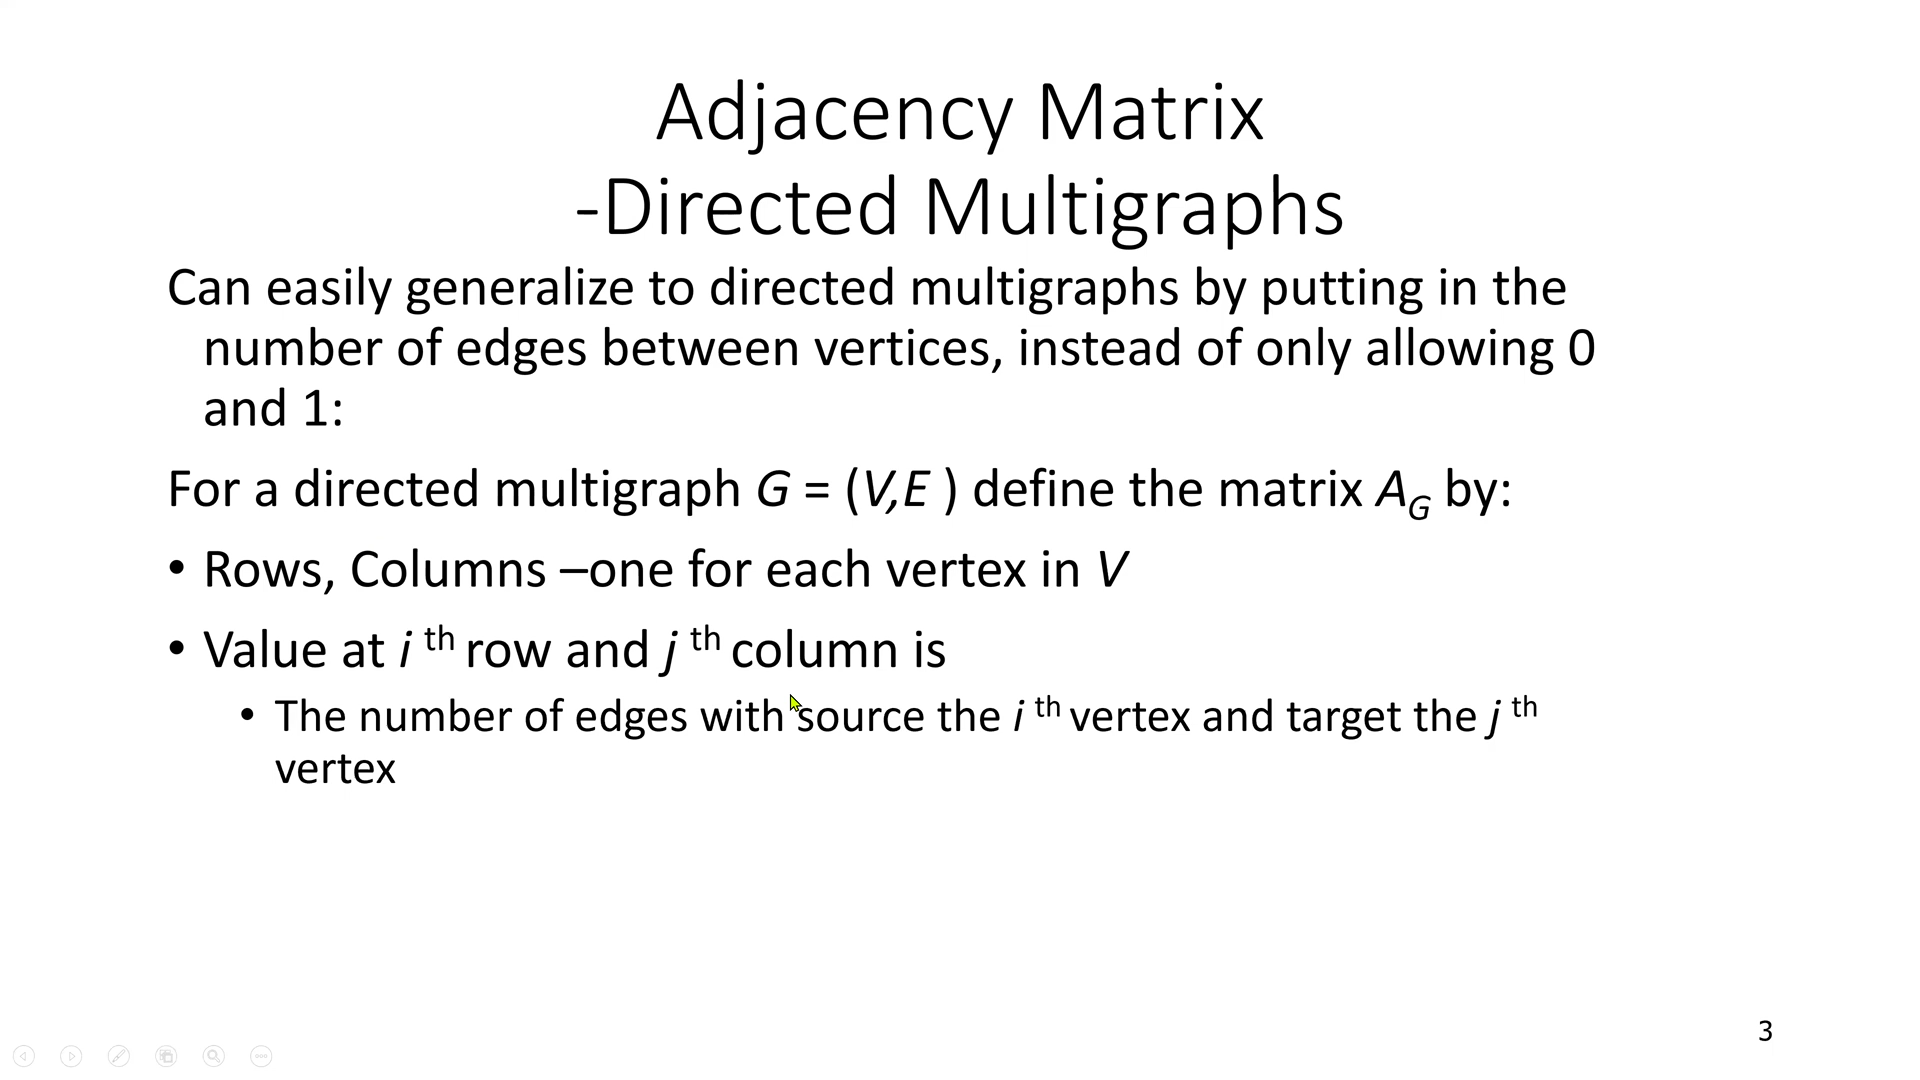 Adjacency Matrix
-Directed Multigraphs
Can easily generalize to directed multigraphs by putting in the
number of edges between vertices, instead of only allowing 0
and 1:
For a directed multigraph G = (V,E ) define the matrix A_G by:
• Rows, Columns –one for each vertex in V
• Value at i th row and j th column is
• The number of edges with source the i th vertex and target the j th
vertex
3